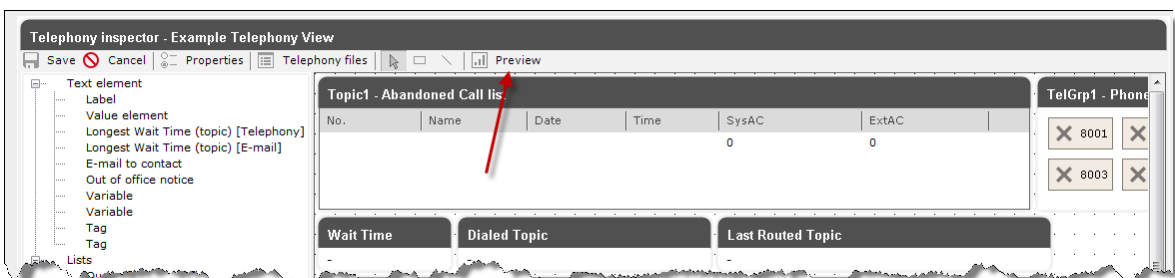 Telephony inspector - Example Telephony View
Save Cancel Properties Telephony files Preview
Text element
Label
Value element
Longest Wait Time (topic) [Telephony]
Longest Wait Time (topic) [E-mail]
E-mail to contact
Out of office notice
Variable
Variable
Tag
Tag
Lists
Topic1 - Abandoned Call list
No. Name Date Time SysAC ExtAC
0 0
TelGrp1 - Phone
8001
8003
Wait Time Dialed Topic Last Routed Topic
- - -